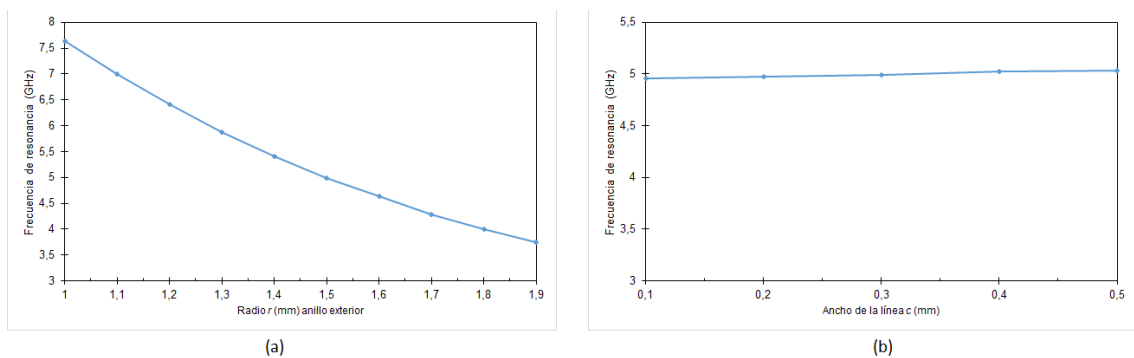 Frecuencia de resonancia (GHz)
8
7,5
7
6,5
6
5,5
5
4,5
4
3,5
3
1 1,1 1,2 1,3 1,4 1,5 1,6 1,7 1,8 1,9
Radio r (mm) anillo exterior
(a)
Frecuencia de resonancia (GHz)
5,5
5
4,5
4
3,5
3
0,1 0,2 0,3 0,4 0,5
Ancho de la línea c (mm)
(b)